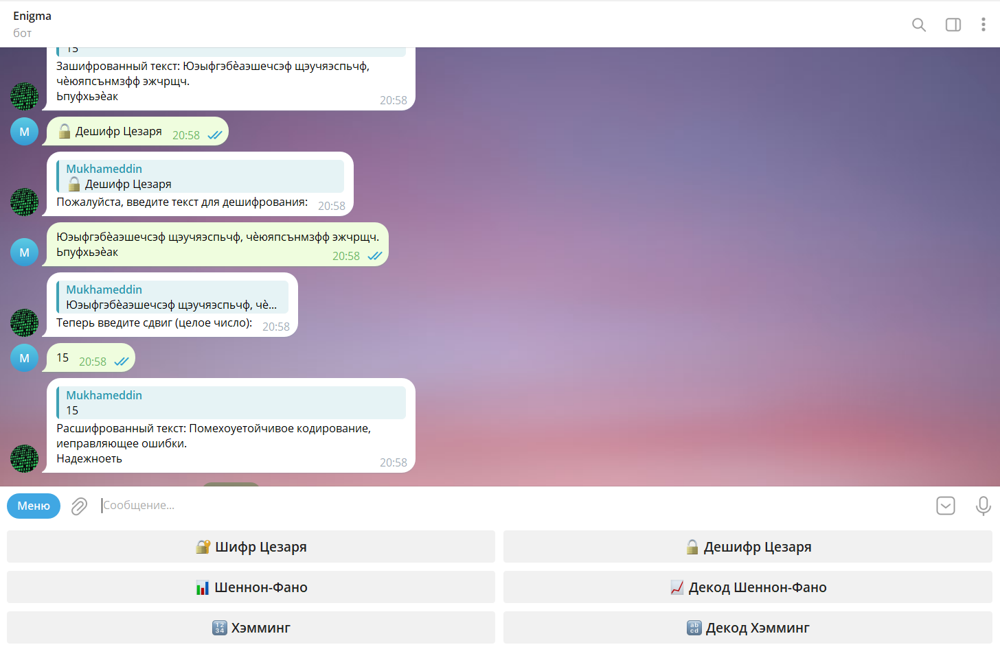 Enigma
бот
15
Зашифрованный текст: Юэыфгэбѐаэшечсэф щэучяэспьчф,
чѐюяпсънмзфф эжчрщч.
Ьпуфхьэѐак
20:58
M
Дешифр Цезаря 20:58
Mukhameddin
Дешифр Цезаря
Пожалуйста, введите текст для дешифрования: 20:58
Юэыфгэбѐаэшечсэф щэучяэспьчф, чѐюяпсънмзфф эжчрщч.
Ьпуфхьэѐак
20:58
M
Mukhameddin
Юэыфгэбѐаэшечсэф щэучяэспьчф, чѐ...
Теперь введите сдвиг (целое число): 20:58
M
15 20:58
Mukhameddin
15
Расшифрованный текст: Помехоуетойчивое кодирование,
иеправляющее ошибки.
Надежноеть
20:58
Меню
Сообщение...
Шифр Цезаря
Дешифр Цезаря
Шеннон-Фано
Декод Шеннон-Фано
Хэмминг
Декод Хэмминг